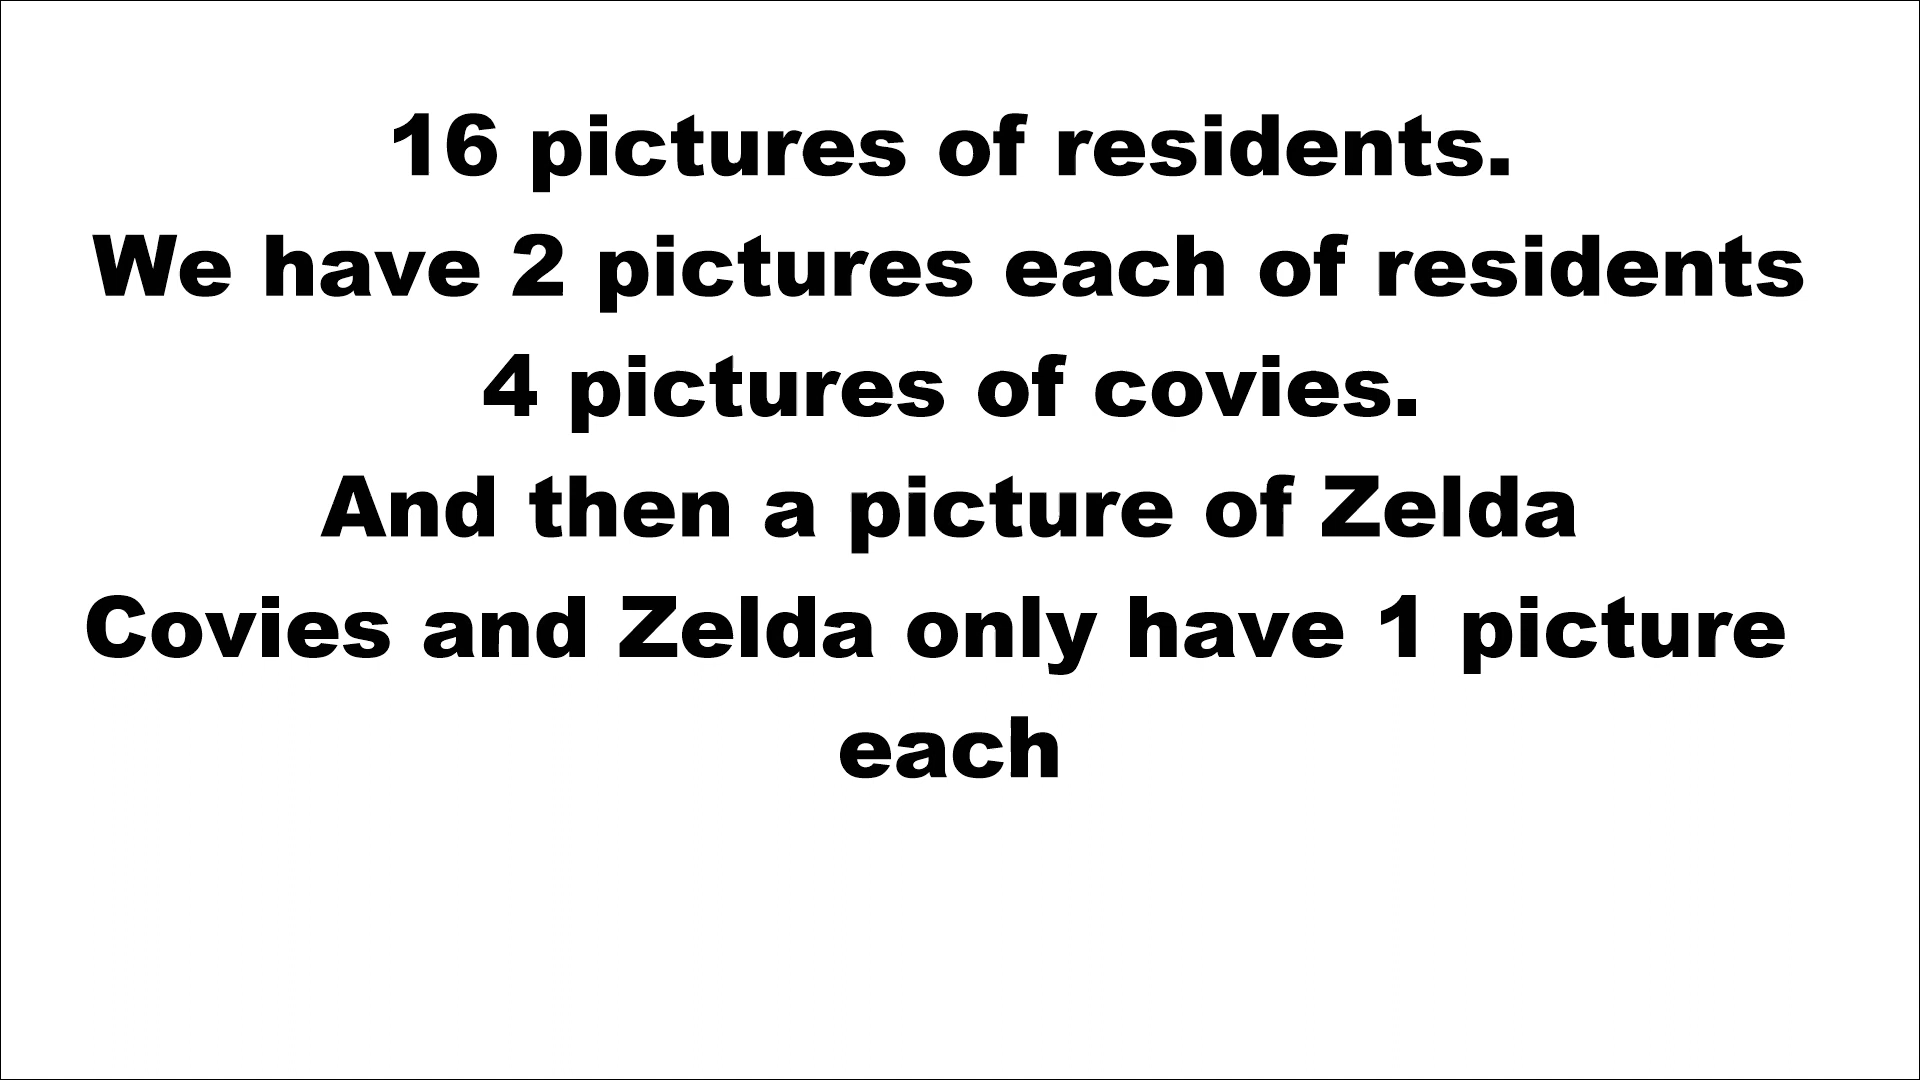 16 pictures of residents.
We have 2 pictures each of residents
4 pictures of covies.
And then a picture of Zelda
Covies and Zelda only have 1 picture
each